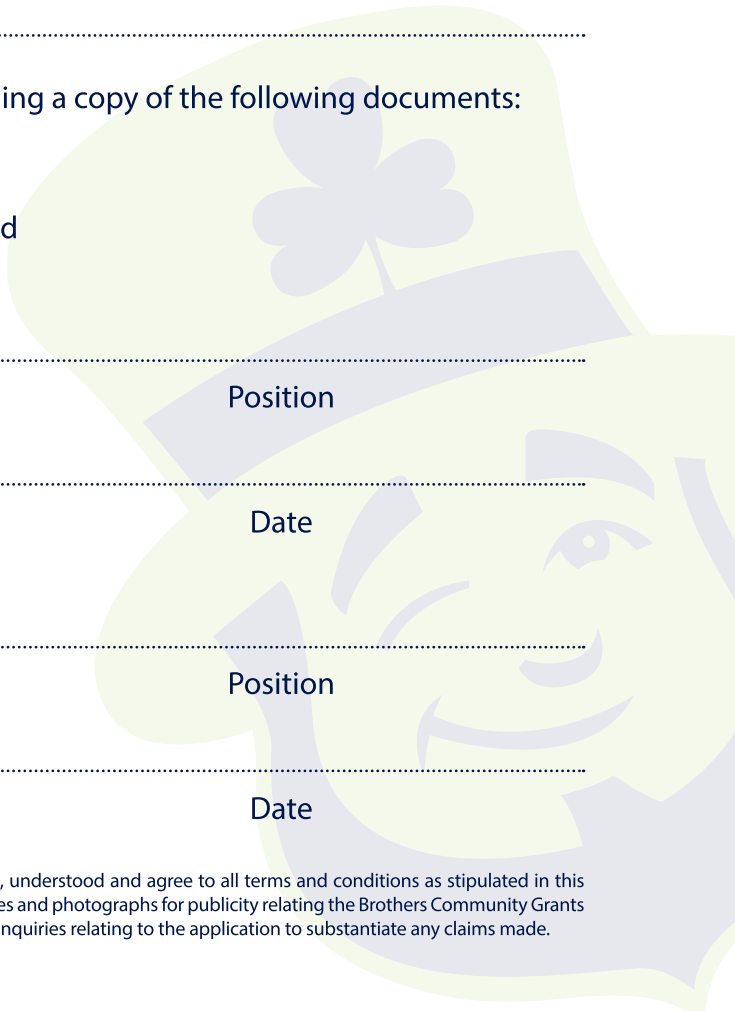 ing a copy of the following documents:
d
Position
Date
Position
Date
, understood and agree to all terms and conditions as stipulated in this
es and photographs for publicity relating the Brothers Community Grants
nquiries relating to the application to substantiate any claims made.